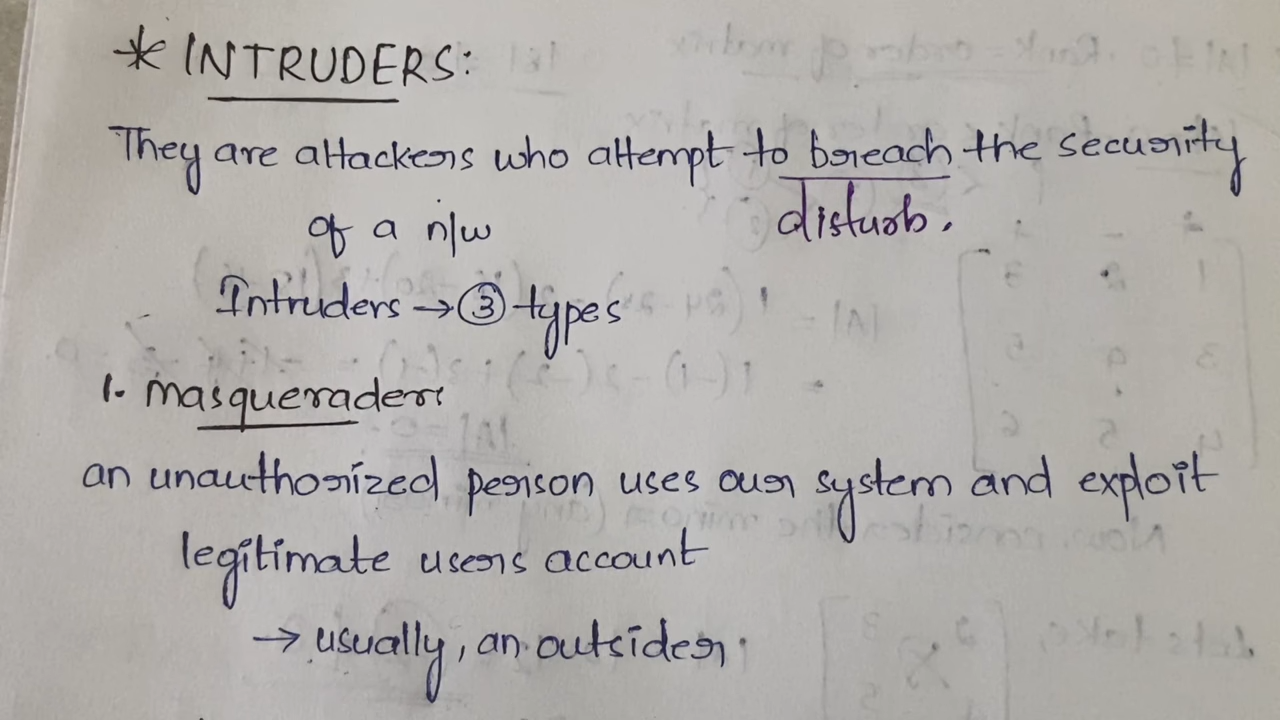 * INTRUDERS:
They are attackers who attempt to breach the security
disturb.
of a n/w
Intruders → ③ types
1. Masquerader:
an unauthorized person uses our system and exploit
legitimate users account
→ usually, an outsider.